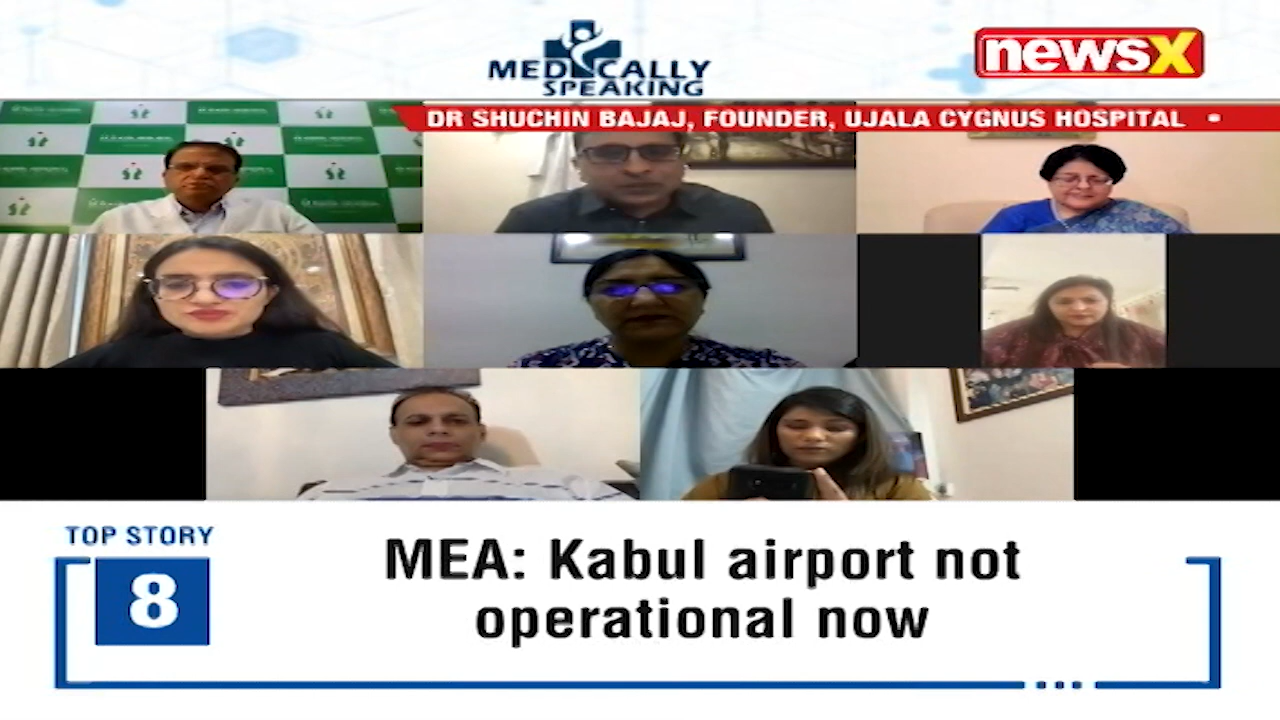 MEDICALLY
SPEAKING
newsX
DR SHUCHIN BAJAJ, FOUNDER, UJALA CYGNUS HOSPITAL •
TOP STORY
8
MEA: Kabul airport not
operational now